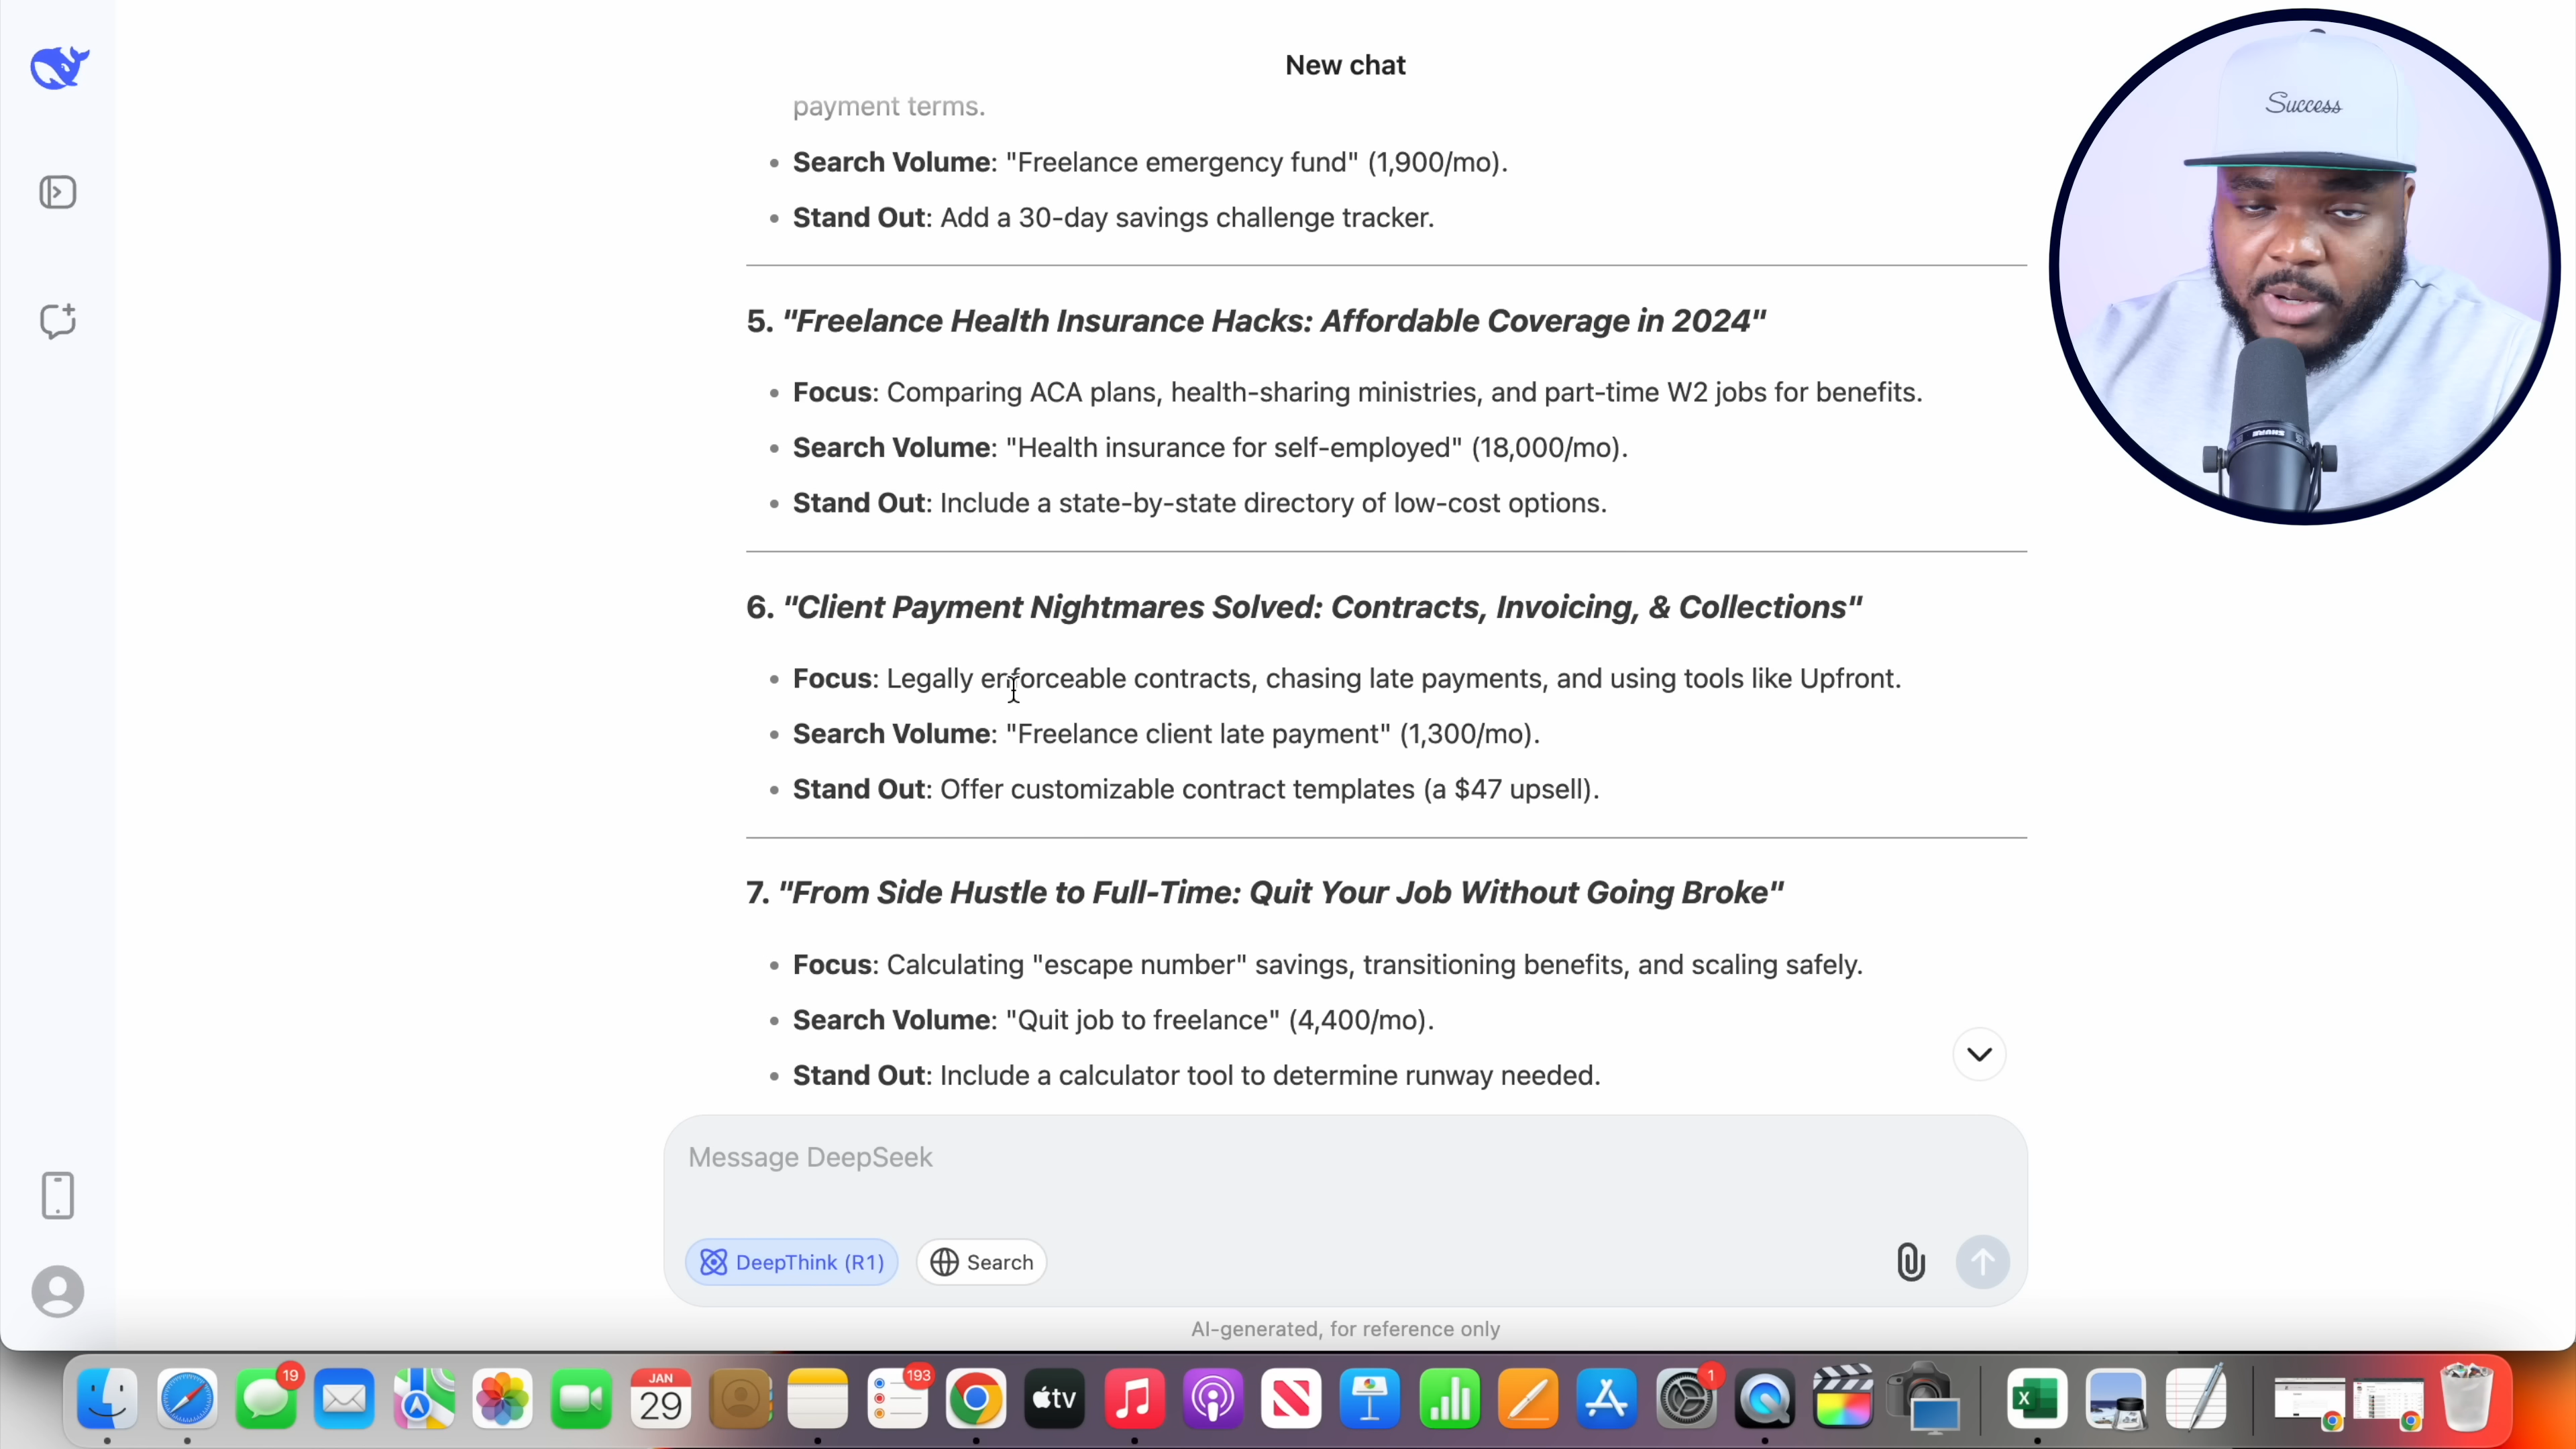 New chat
payment terms.
• Search Volume: "Freelance emergency fund" (1,900/mo).
• Stand Out: Add a 30-day savings challenge tracker.
5. "Freelance Health Insurance Hacks: Affordable Coverage in 2024"
• Focus: Comparing ACA plans, health-sharing ministries, and part-time W2 jobs for benefits.
• Search Volume: "Health insurance for self-employed" (18,000/mo).
• Stand Out: Include a state-by-state directory of low-cost options.
6. "Client Payment Nightmares Solved: Contracts, Invoicing, & Collections"
• Focus: Legally enforceable contracts, chasing late payments, and using tools like Upfront.
• Search Volume: "Freelance client late payment" (1,300/mo).
• Stand Out: Offer customizable contract templates (a $47 upsell).
7. "From Side Hustle to Full-Time: Quit Your Job Without Going Broke"
• Focus: Calculating "escape number" savings, transitioning benefits, and scaling safely.
• Search Volume: "Quit job to freelance" (4,400/mo).
• Stand Out: Include a calculator tool to determine runway needed.
Message DeepSeek
DeepThink (R1)
Search
AI-generated, for reference only
Success
19
JAN
29
193
tv
1
X